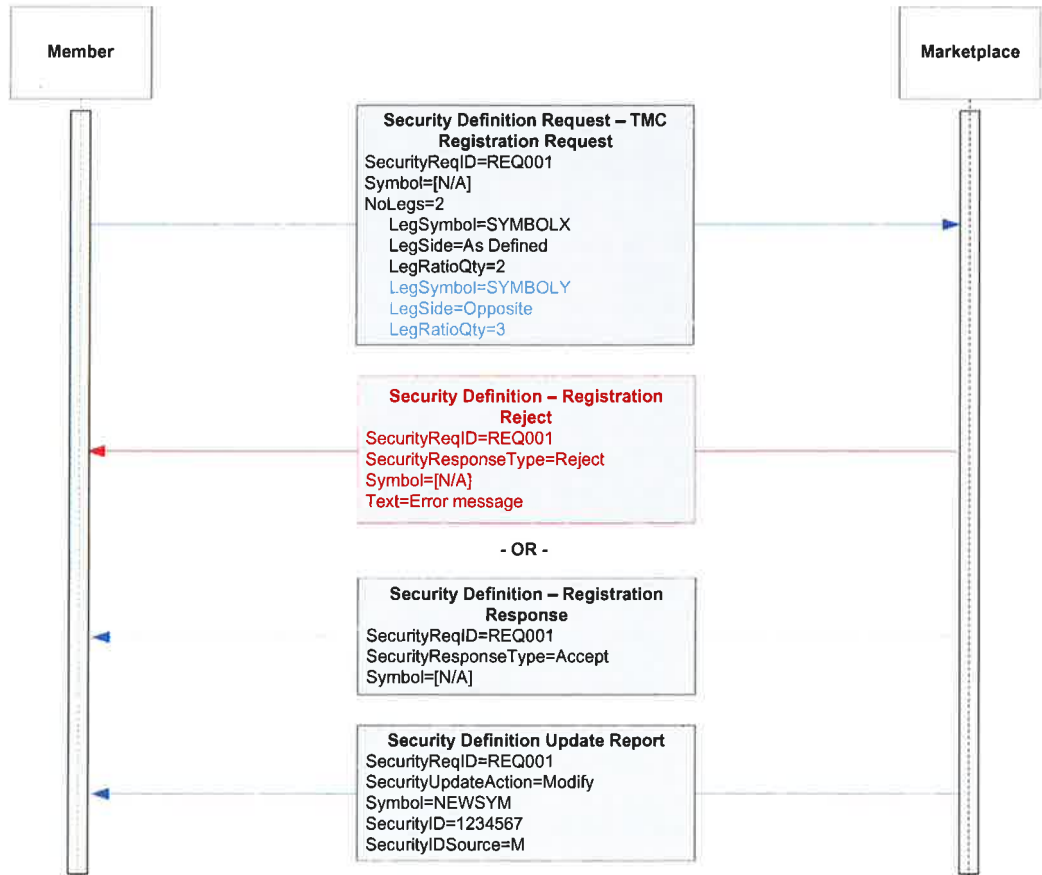 Member
Marketplace
Security Definition Request – TMC
Registration Request
SecurityReqID=REQ001
Symbol=[N/A]
NoLegs=2
LegSymbol=SYMBOLX
LegSide=As Defined
LegRatioQty=2
LegSymbol=SYMBOLY
LegSide=Opposite
LegRatioQty=3
Security Definition – Registration
Reject
SecurityReqID=REQ001
SecurityResponseType=Reject
Symbol=[N/A]
Text=Error message
- OR -
Security Definition – Registration
Response
SecurityReqID=REQ001
SecurityResponseType=Accept
Symbol=[N/A]
Security Definition Update Report
SecurityReqID=REQ001
SecurityUpdateAction=Modify
Symbol=NEWSYM
SecurityID=1234567
SecurityIDSource=M